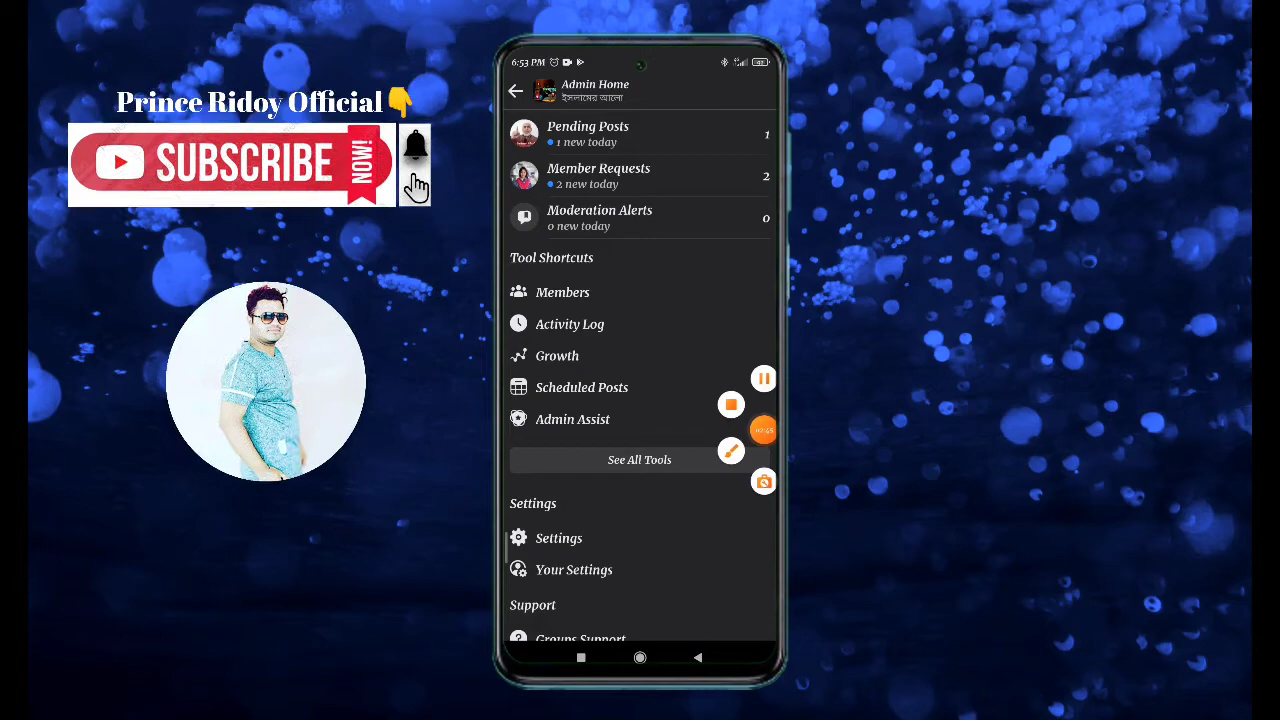 Prince Ridoy Official👇
SUBSCRIBE
NOW!
6:53 PM
Admin Home
ইসলামের আলো
Pending Posts
1 new today
1
Member Requests
2 new today
2
Moderation Alerts
0 new today
0
Tool Shortcuts
Members
Activity Log
Growth
Scheduled Posts
Admin Assist
02:45
See All Tools
Settings
Settings
Your Settings
Support
Groups Support